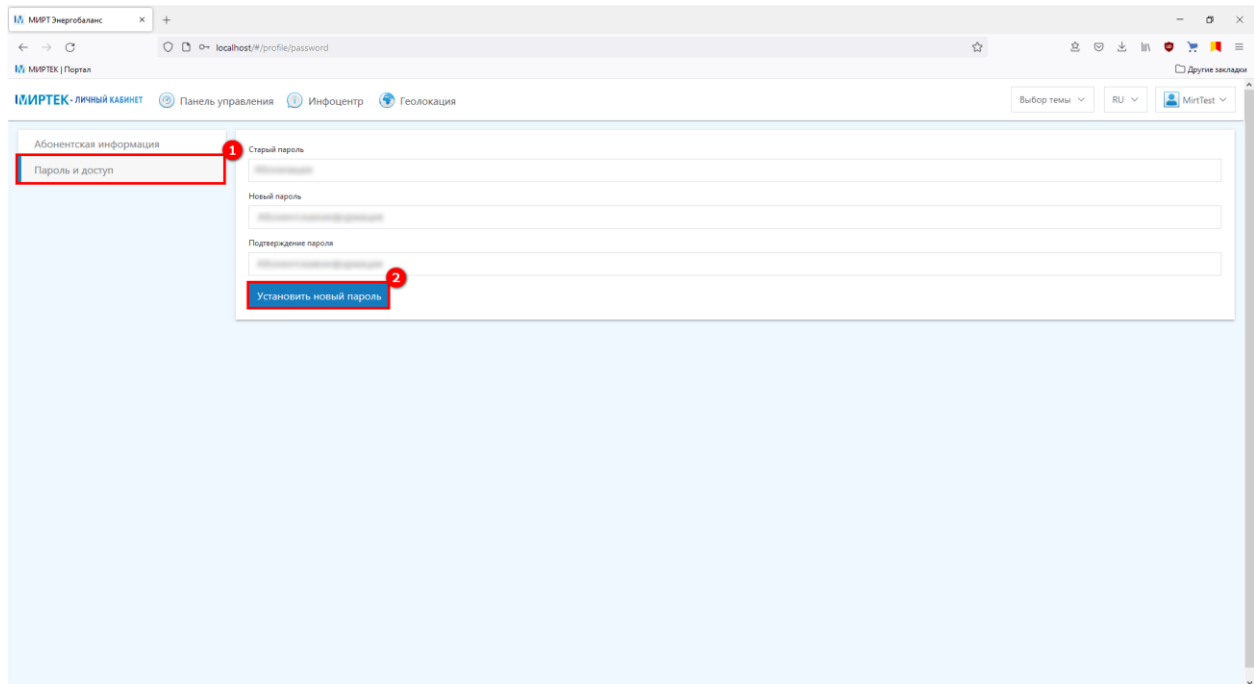 МИРТ Энергобаланс
localhost/#/profile/password
МИРТЕК | Портал
Другие закладки
МИРТЕК - ЛИЧНЫЙ КАБИНЕТ
Панель управления
Инфоцентр
Геолокация
Выбор темы
RU
MirtTest
Абонентская информация
1
Пароль и доступ
Старый пароль
Новый пароль
Подтверждение пароля
2
Установить новый пароль